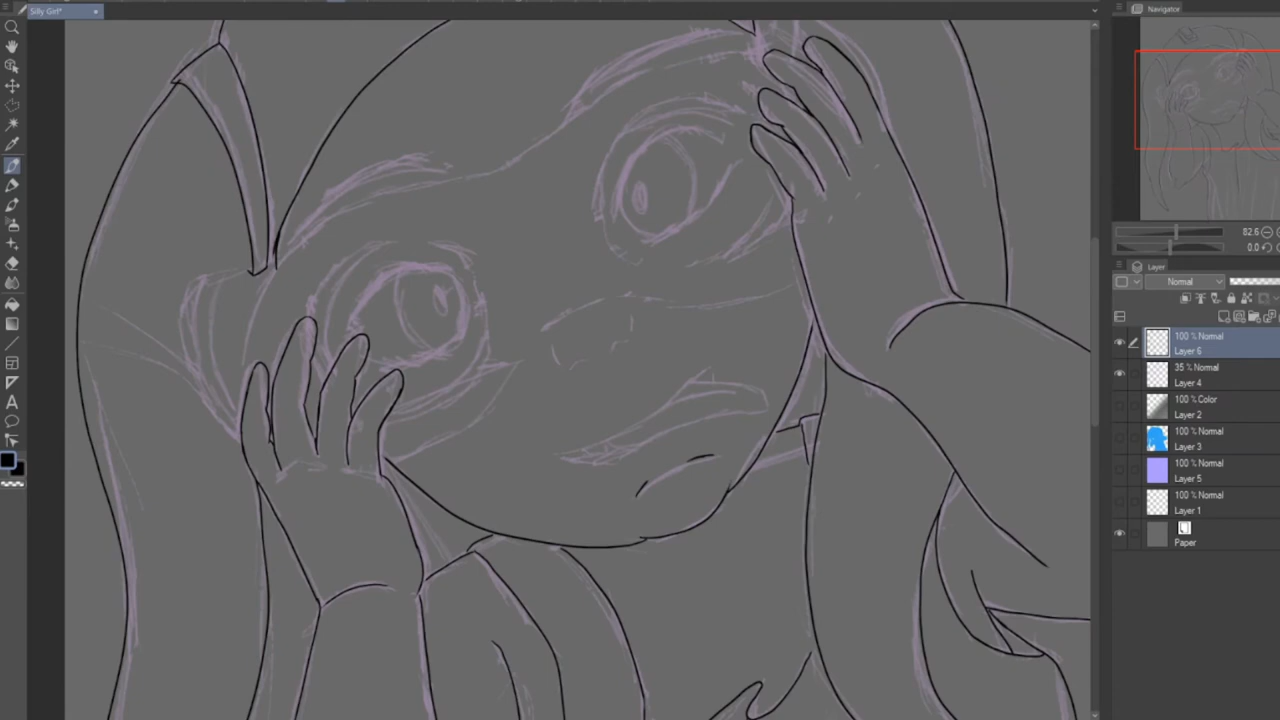 Silly Girl*
Navigator
82.6
0.0
Layer
Normal
100 % Normal
Layer 6
35 % Normal
Layer 4
100 % Color
Layer 2
100 % Normal
Layer 3
100 % Normal
Layer 5
100 % Normal
Layer 1
Paper